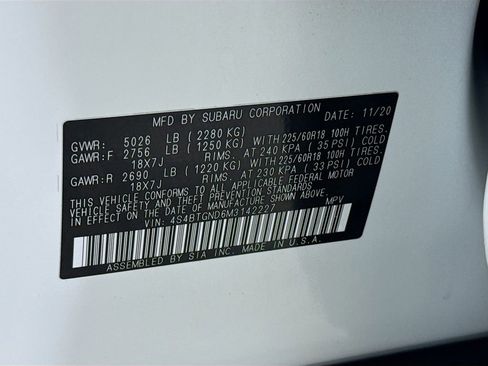 MFD BY SUBARU CORPORATION DATE: 11/20
GVWR: 5026 LB ( 2280 KG)
GAWR:F 2756 LB ( 1250 KG) WITH 225/60R18 100H TIRES,
18X7J RIMS, AT 240 KPA ( 35 PSI) COLD
GAWR:R 2690 LB ( 1220 KG) WITH 225/60R18 100H TIRES,
18X7J RIMS, AT 230 KPA ( 33 PSI) COLD
THIS VEHICLE CONFORMS TO ALL APPLICABLE FEDERAL MOTOR
VEHICLE SAFETY AND THEFT PREVENTION STANDARDS
IN EFFECT ON THE DATE OF MANUFACTURE SHOWN ABOVE.
VIN: 4S4BTGND6M3142227 MPV
ASSEMBLED BY SIA INC. MADE IN U.S.A.